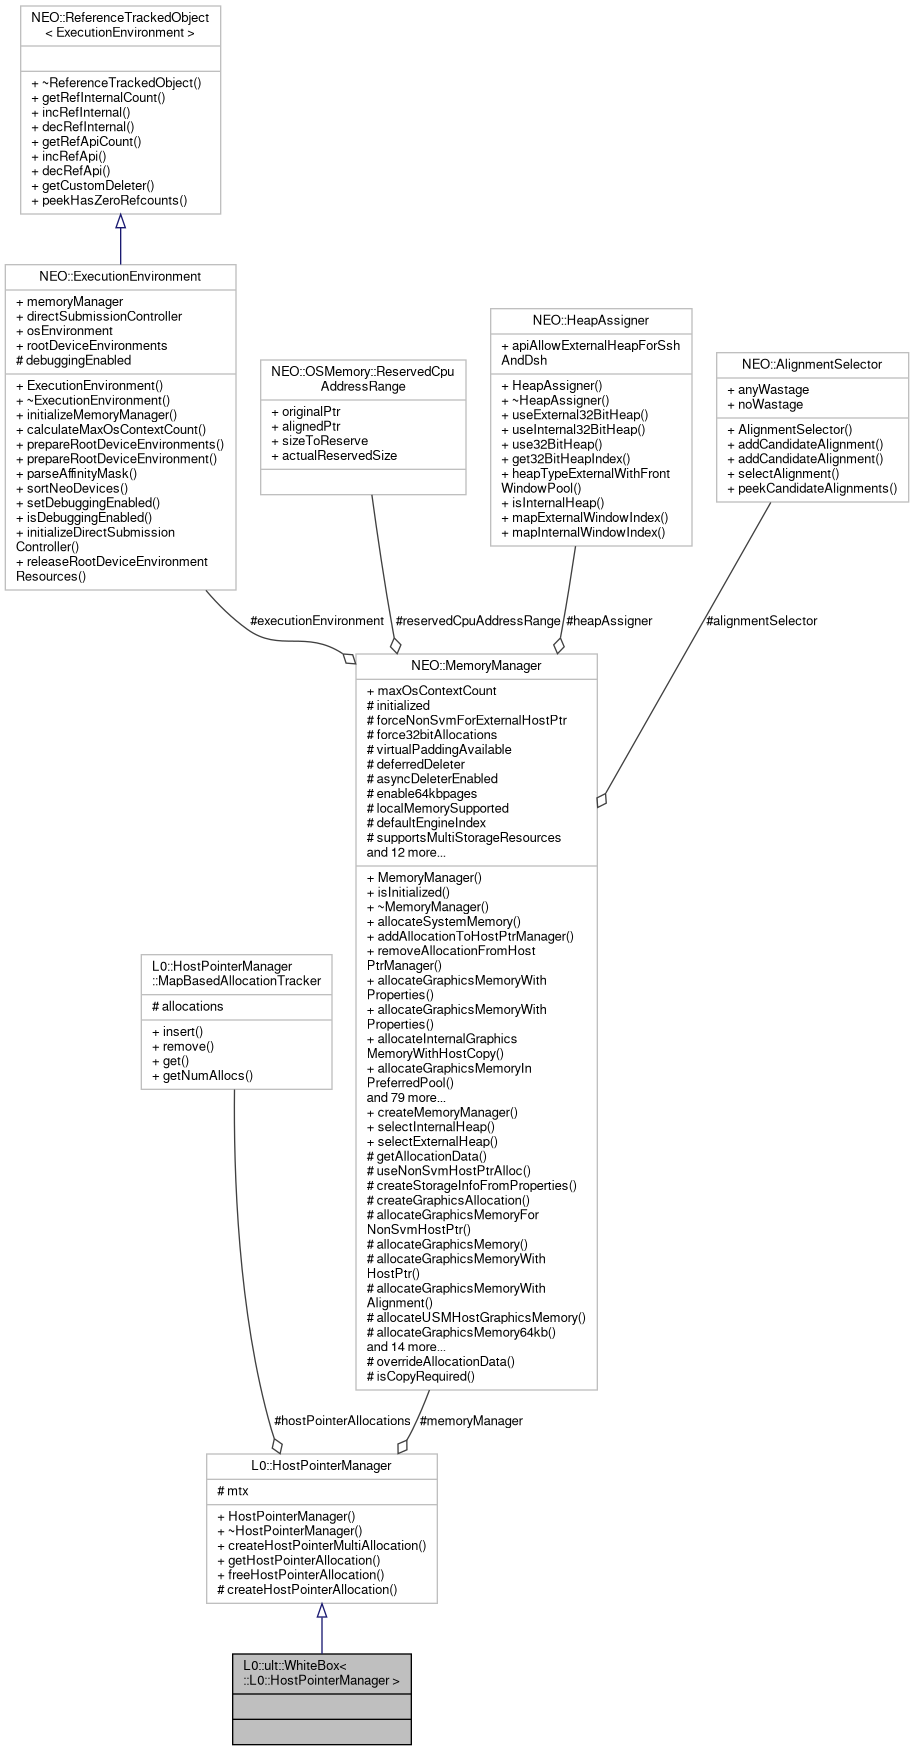 NEO::ReferenceTrackedObject
< ExecutionEnvironment >
+ ~ReferenceTrackedObject()
+ getRefInternalCount()
+ incRefInternal()
+ decRefInternal()
+ getRefApiCount()
+ incRefApi()
+ decRefApi()
+ getCustomDeleter()
+ peekHasZeroRefcounts()
NEO::ExecutionEnvironment
+ memoryManager
+ directSubmissionController
+ osEnvironment
+ rootDeviceEnvironments
# debuggingEnabled
+ ExecutionEnvironment()
+ ~ExecutionEnvironment()
+ initializeMemoryManager()
+ calculateMaxOsContextCount()
+ prepareRootDeviceEnvironments()
+ prepareRootDeviceEnvironment()
+ parseAffinityMask()
+ sortNeoDevices()
+ setDebuggingEnabled()
+ isDebuggingEnabled()
+ initializeDirectSubmission
Controller()
+ releaseRootDeviceEnvironment
Resources()
NEO::OSMemory::ReservedCpu
AddressRange
+ originalPtr
+ alignedPtr
+ sizeToReserve
+ actualReservedSize
NEO::HeapAssigner
+ apiAllowExternalHeapForSsh
AndDsh
+ HeapAssigner()
+ ~HeapAssigner()
+ useExternal32BitHeap()
+ useInternal32BitHeap()
+ use32BitHeap()
+ get32BitHeapIndex()
+ heapTypeExternalWithFront
WindowPool()
+ isInternalHeap()
+ mapExternalWindowIndex()
+ mapInternalWindowIndex()
NEO::AlignmentSelector
+ anyWastage
+ noWastage
+ AlignmentSelector()
+ addCandidateAlignment()
+ addCandidateAlignment()
+ selectAlignment()
+ peekCandidateAlignments()
#executionEnvironment
#reservedCpuAddressRange
#heapAssigner
#alignmentSelector
NEO::MemoryManager
+ maxOsContextCount
# initialized
# forceNonSvmForExternalHostPtr
# force32bitAllocations
# virtualPaddingAvailable
# deferredDeleter
# asyncDeleterEnabled
# enable64kbpages
# localMemorySupported
# defaultEngineIndex
# supportsMultiStorageResources
and 12 more...
+ MemoryManager()
+ isInitialized()
+ ~MemoryManager()
+ allocateSystemMemory()
+ addAllocationToHostPtrManager()
+ removeAllocationFromHost
PtrManager()
+ allocateGraphicsMemoryWith
Properties()
+ allocateGraphicsMemoryWith
Properties()
+ allocateInternalGraphics
MemoryWithHostCopy()
+ allocateGraphicsMemoryIn
PreferredPool()
and 79 more...
+ createMemoryManager()
+ selectInternalHeap()
+ selectExternalHeap()
# getAllocationData()
# useNonSvmHostPtrAlloc()
# createStorageInfoFromProperties()
# createGraphicsAllocation()
# allocateGraphicsMemoryFor
NonSvmHostPtr()
# allocateGraphicsMemory()
# allocateGraphicsMemoryWith
HostPtr()
# allocateGraphicsMemoryWith
Alignment()
# allocateUSMHostGraphicsMemory()
# allocateGraphicsMemory64kb()
and 14 more...
# overrideAllocationData()
# isCopyRequired()
L0::HostPointerManager
::MapBasedAllocationTracker
# allocations
+ insert()
+ remove()
+ get()
+ getNumAllocs()
#hostPointerAllocations
#memoryManager
L0::HostPointerManager
# mtx
+ HostPointerManager()
+ ~HostPointerManager()
+ createHostPointerMultiAllocation()
+ getHostPointerAllocation()
+ freeHostPointerAllocation()
# createHostPointerAllocation()
L0::ult::WhiteBox<
::L0::HostPointerManager >